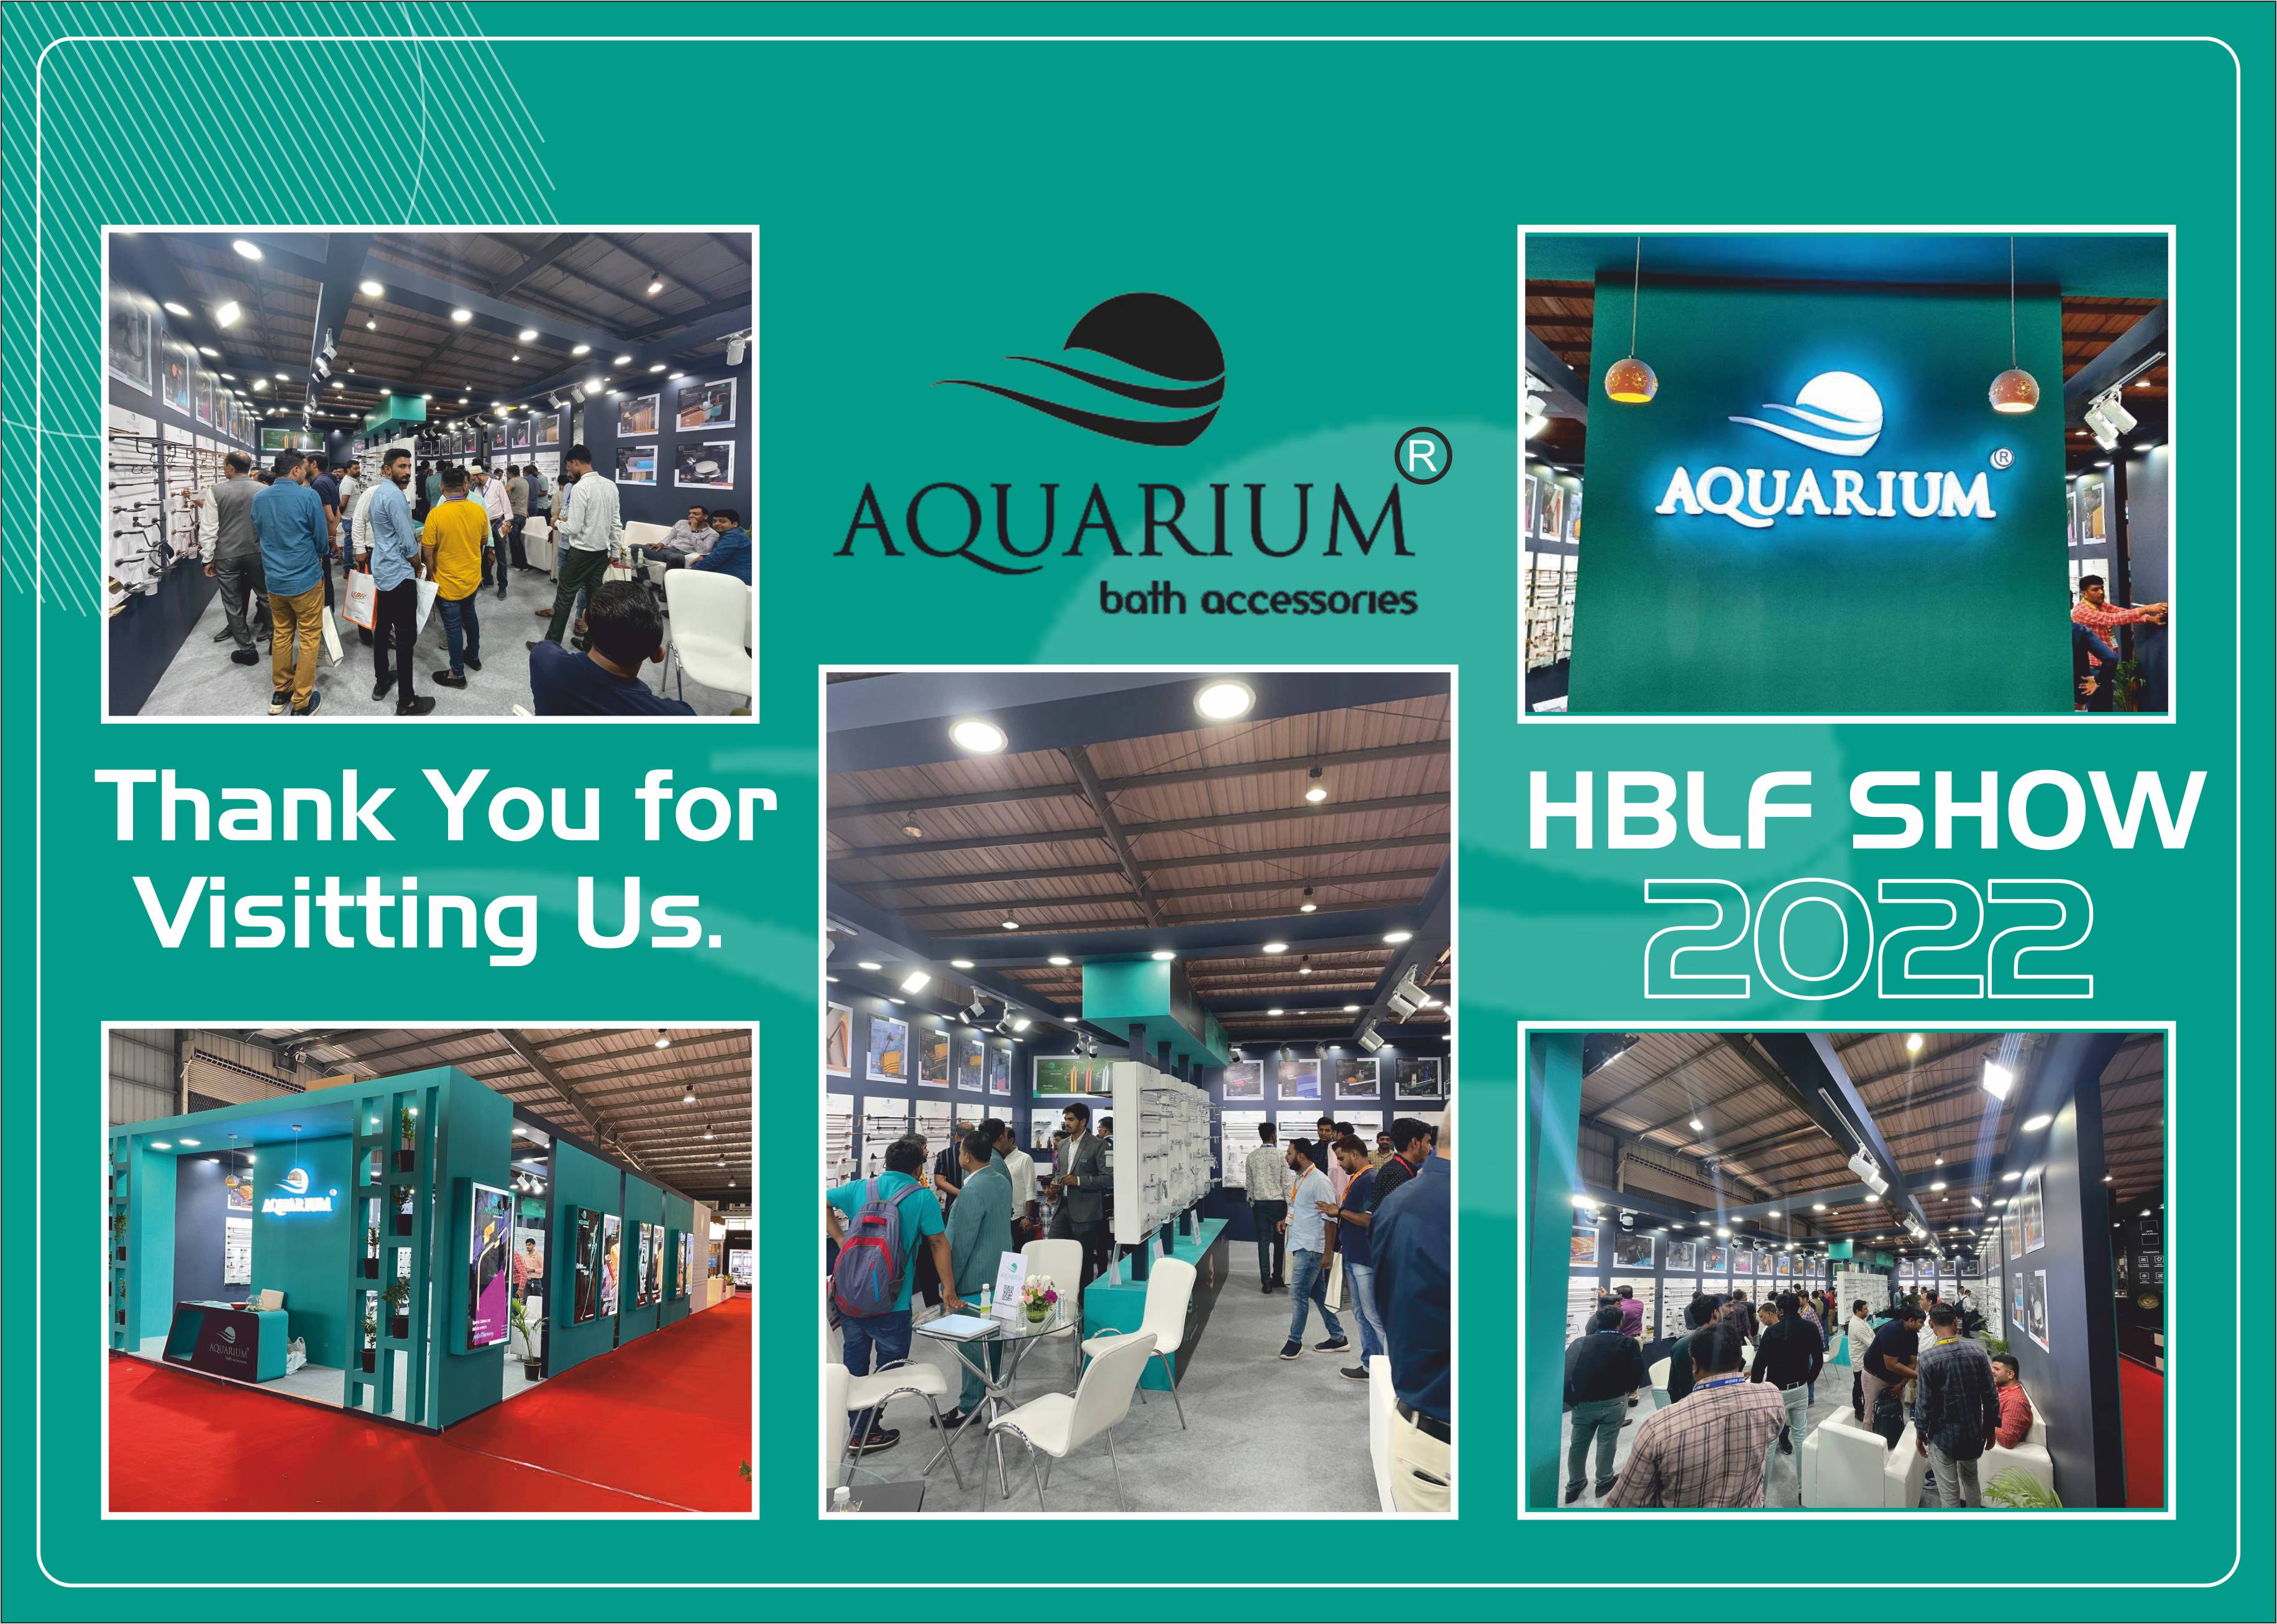 AQUARIUM®
bath accessories
AQUARIUM®
Thank You for
Visitting Us.
HBLF SHOW
2022
AQUARIUM®
AQUARIUM®
bath accessories